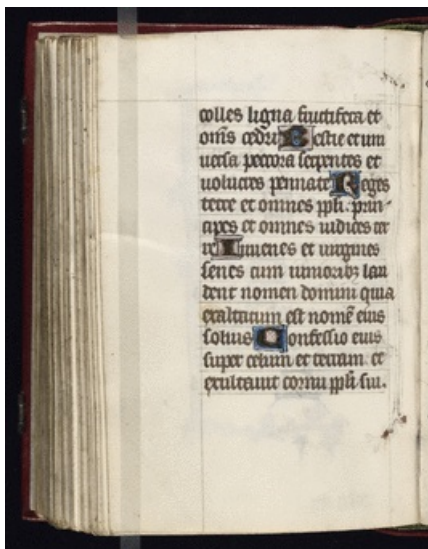 colles ligna fructifera et
om̄s cedri Bestie et uni
uersa pecora serpentes et
uolucres pennate Reges
terre et omnes ppli. prin-
cipes et omnes iudices ter
re Iuuenes et uirgines
senes cum iunioribꝫ lau
dent nomen domini quia
exaltatum est nomē eius
solius Confessio eius
super celum et terram et
exultauit cornu ppli sui.